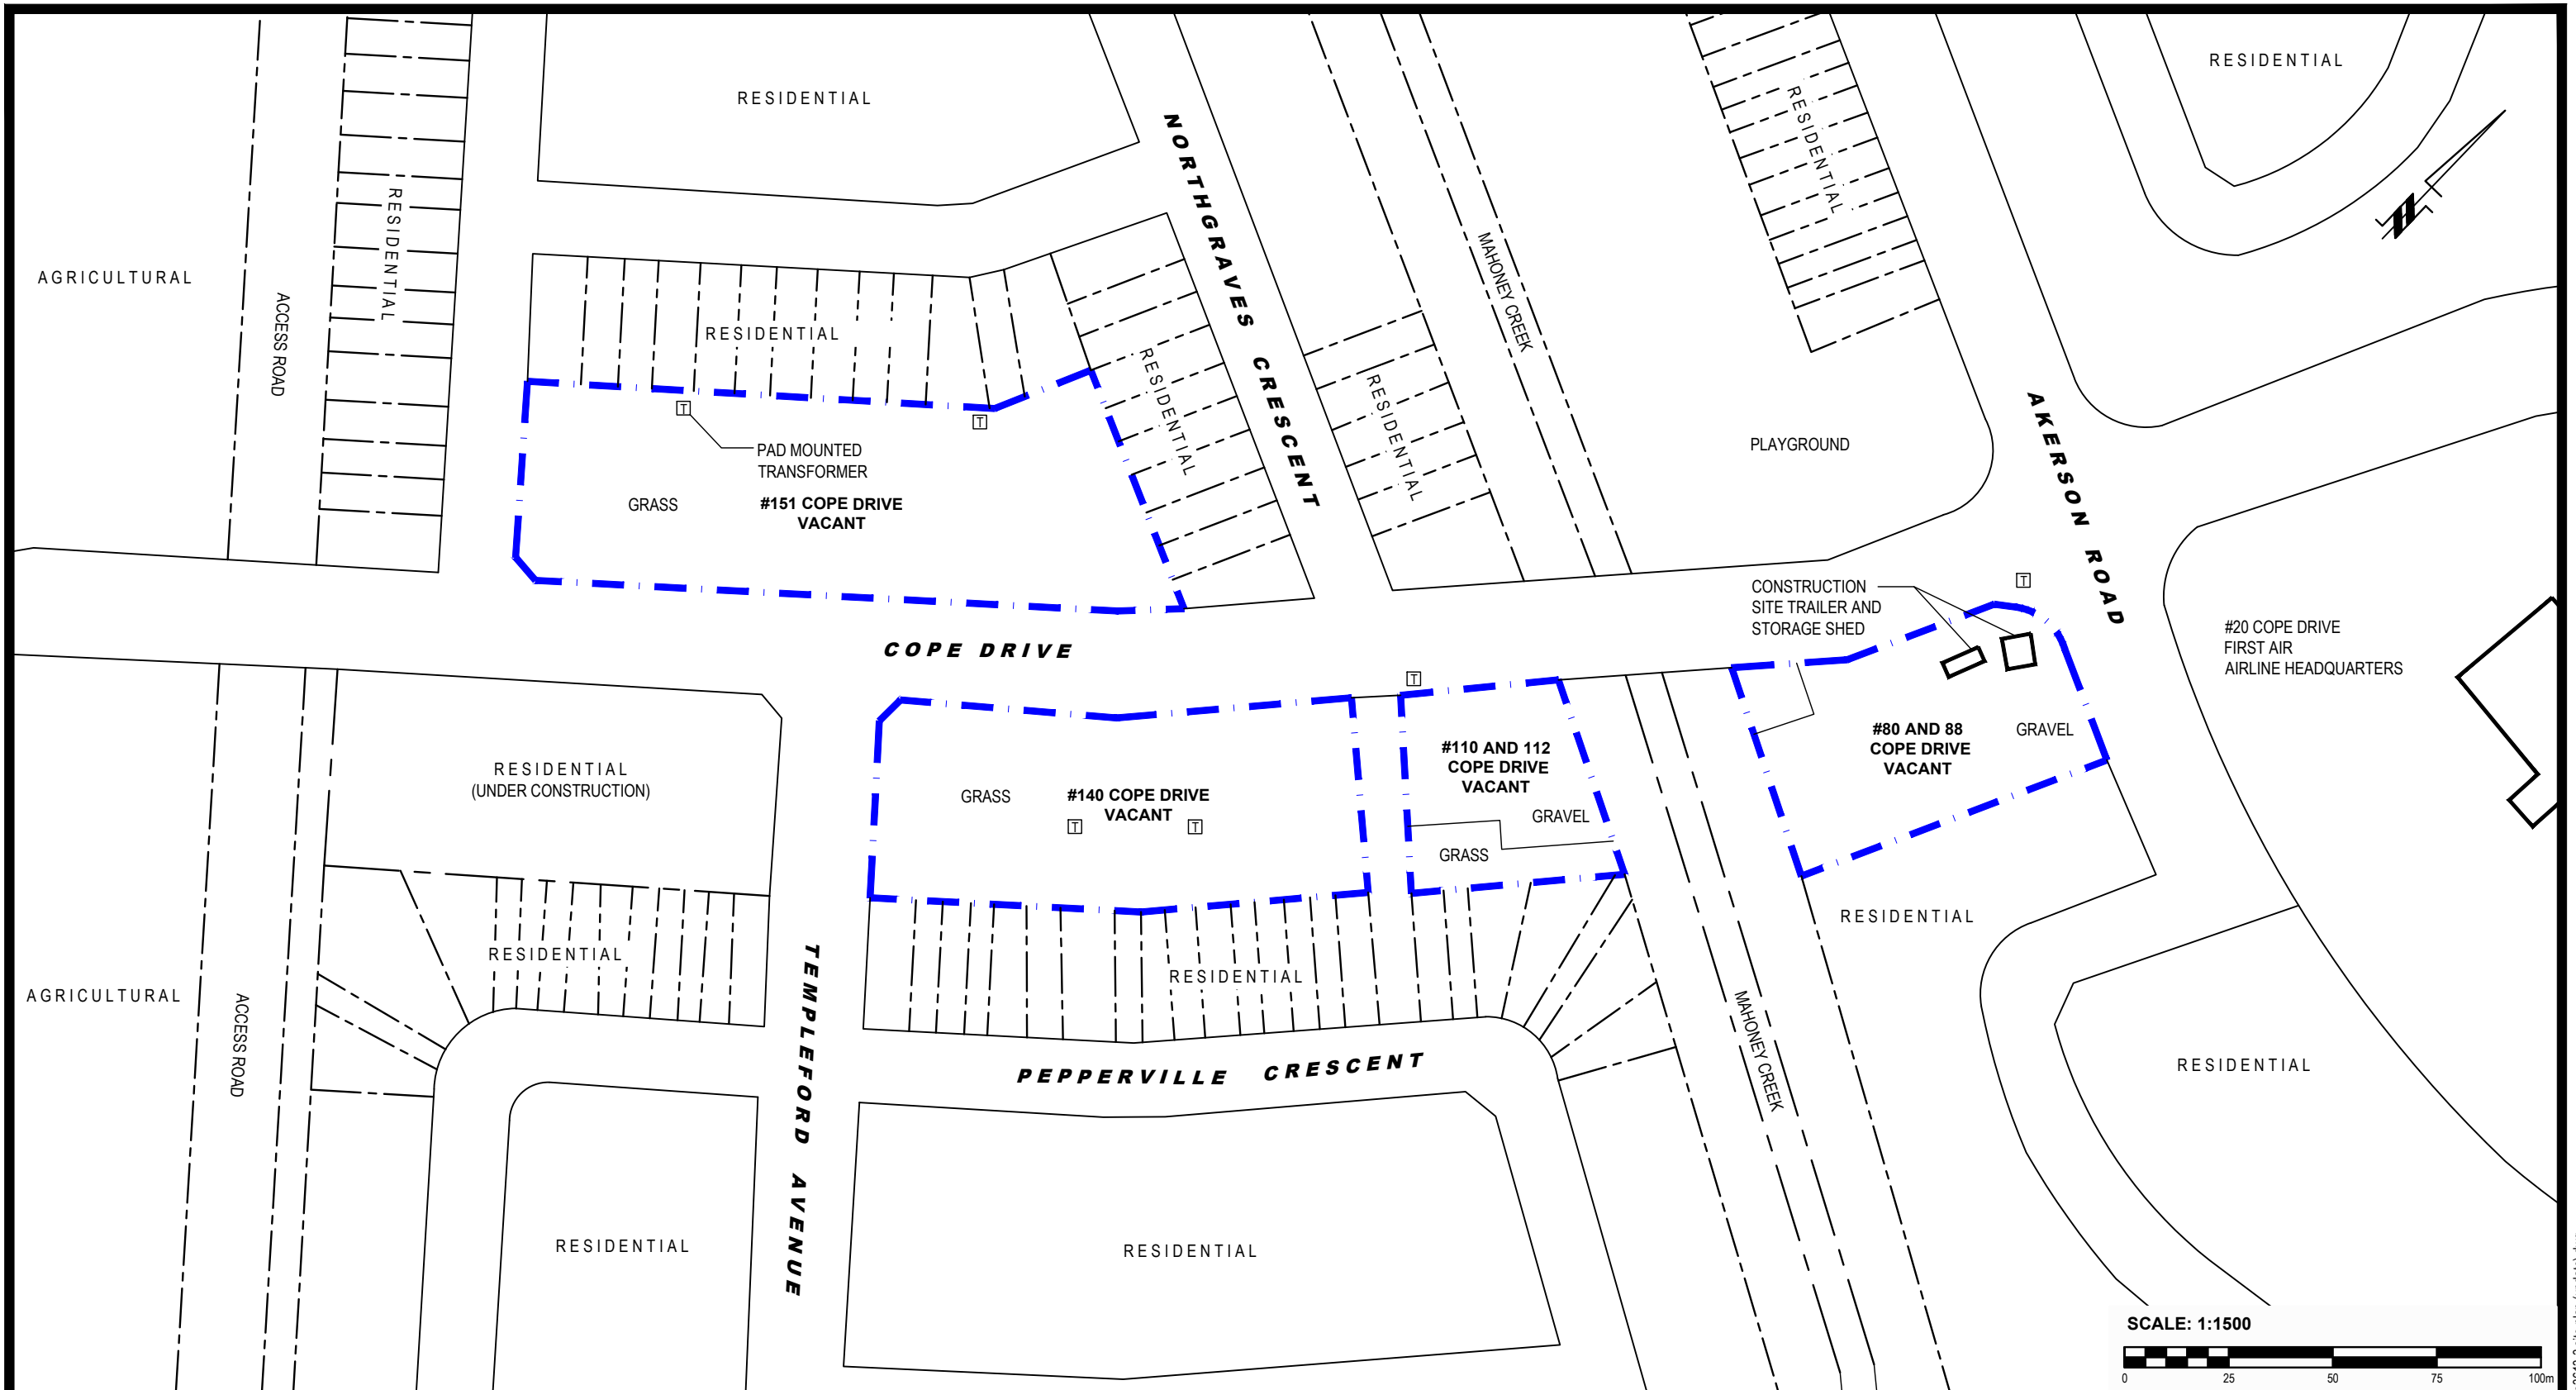 RESIDENTIAL
RESIDENTIAL
NORTHGRAVES CRESCENT
RESIDENTIAL
RESIDENTIAL
MAHONEY CREEK
AGRICULTURAL
ACCESS ROAD
RESIDENTIAL
RESIDENTIAL
RESIDENTIAL
AKERSON ROAD
T
T
PAD MOUNTED
TRANSFORMER
PLAYGROUND
GRASS
#151 COPE DRIVE
VACANT
T
CONSTRUCTION
SITE TRAILER AND
STORAGE SHED
#20 COPE DRIVE
FIRST AIR
AIRLINE HEADQUARTERS
COPE DRIVE
T
#80 AND 88
COPE DRIVE
VACANT
GRAVEL
#110 AND 112
COPE DRIVE
VACANT
RESIDENTIAL
(UNDER CONSTRUCTION)
GRASS
#140 COPE DRIVE
VACANT
T
T
GRAVEL
GRASS
RESIDENTIAL
RESIDENTIAL
RESIDENTIAL
AGRICULTURAL
ACCESS ROAD
TEMPLEFORD AVENUE
MAHONEY CREEK
PEPPERVILLE CRESCENT
RESIDENTIAL
RESIDENTIAL
RESIDENTIAL
SCALE: 1:1500
0 25 50 75 100m